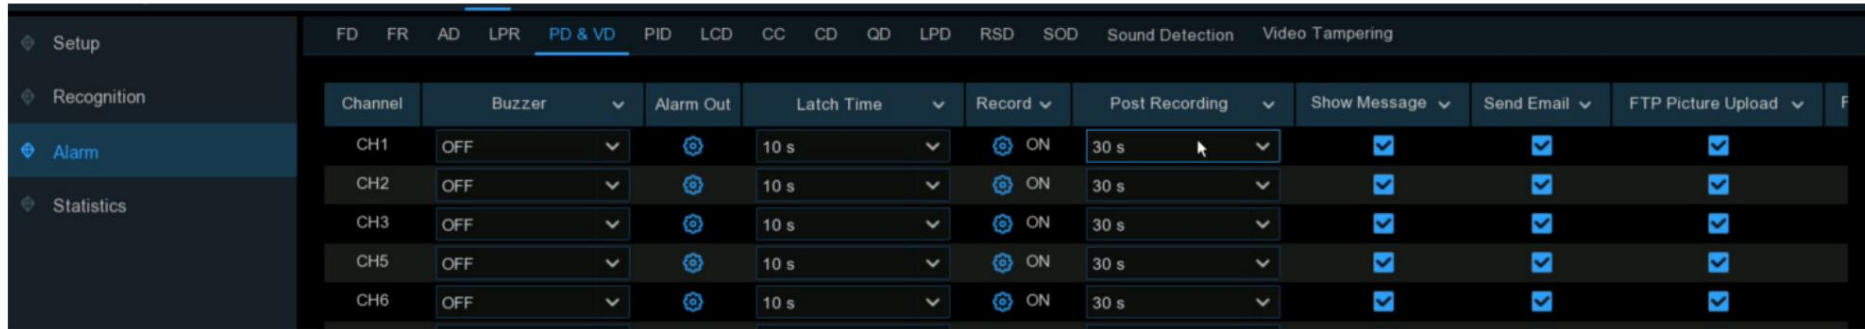 Setup
Recognition
Alarm
Statistics
FD FR AD LPR PD & VD PID LCD CC CD QD LPD RSD SOD Sound Detection Video Tampering
Channel Buzzer Alarm Out Latch Time Record Post Recording Show Message Send Email FTP Picture Upload
CH1 OFF 10 s ON 30 s
CH2 OFF 10 s ON 30 s
CH3 OFF 10 s ON 30 s
CH5 OFF 10 s ON 30 s
CH6 OFF 10 s ON 30 s